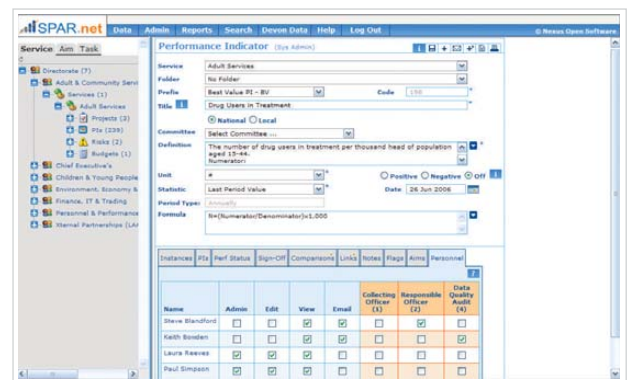 SPAR.net Data Admin Reports Search Devon Data Help Log Out © Nexus Open Software
Service Aim Task
Directorate (7)
Adult & Community Servi
Services (1)
Adult Services
Projects (2)
PIs (239)
Risks (2)
Budgets (1)
Chief Executive's
Children & Young People
Environment, Economy &
Finance, IT & Trading
Personnel & Performance
Xternal Partnerships (LAA
Performance Indicator (Sys Admin)
Service Adult Services
Folder No Folder
Prefix Best Value PI - BV Code 198 *
Title Drug Users in Treatment *
National Local
Committee Select Committee ...
Definition The number of drug users in treatment per thousand head of population
aged 15-44.
Numerator:
Unit # * Positive Negative Off
Statistic Last Period Value * Date 26 Jun 2006
Period Type: Annually
Formula N=(Numerator/Denominator)x1,000
Instances PIs Perf Status Sign-Off Comparisons Links Notes Flags Aims Personnel
Name Admin Edit View Email Collecting Officer (1) Responsible Officer (2) Data Quality Audit (4)
Steve Blandford
Keith Bowden
Laura Reeves
Paul Simpson